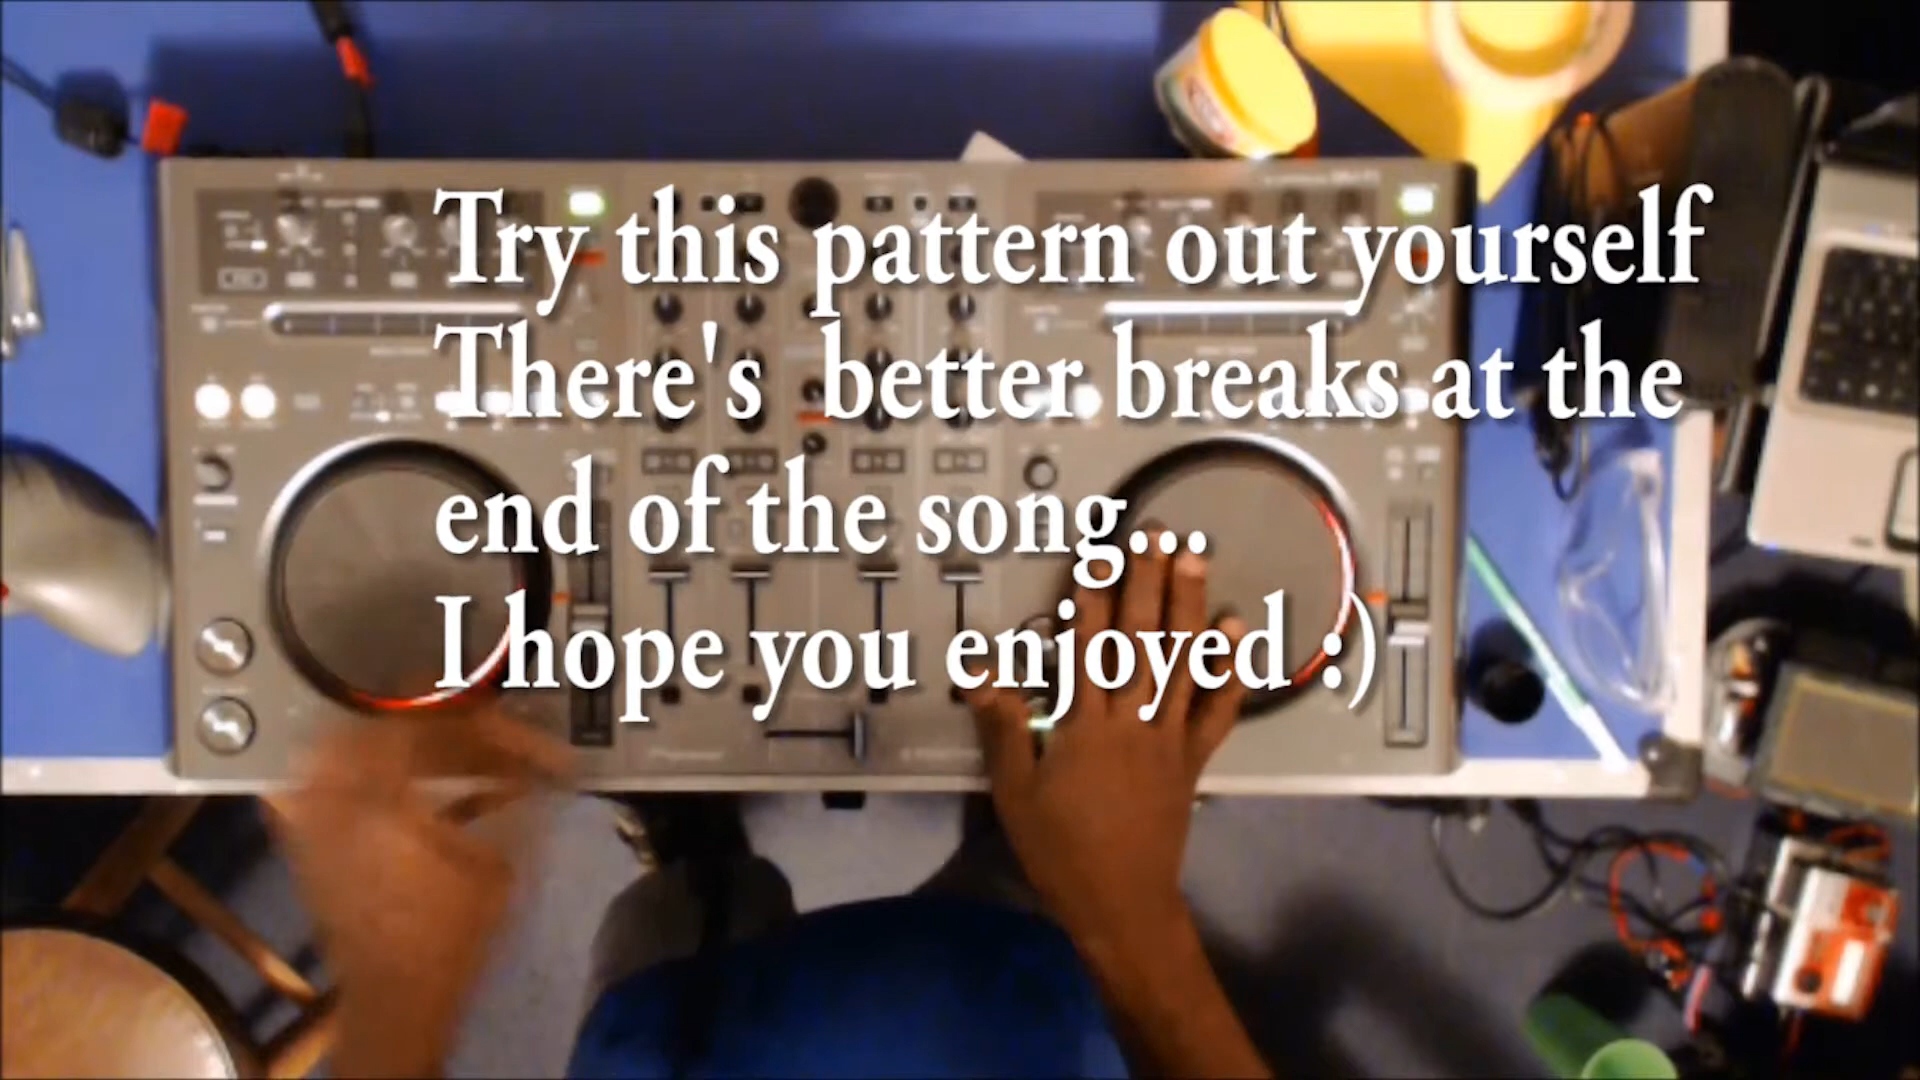 Try this pattern out yourself
There's  better breaks at the
end of the song...
I hope you enjoyed :)